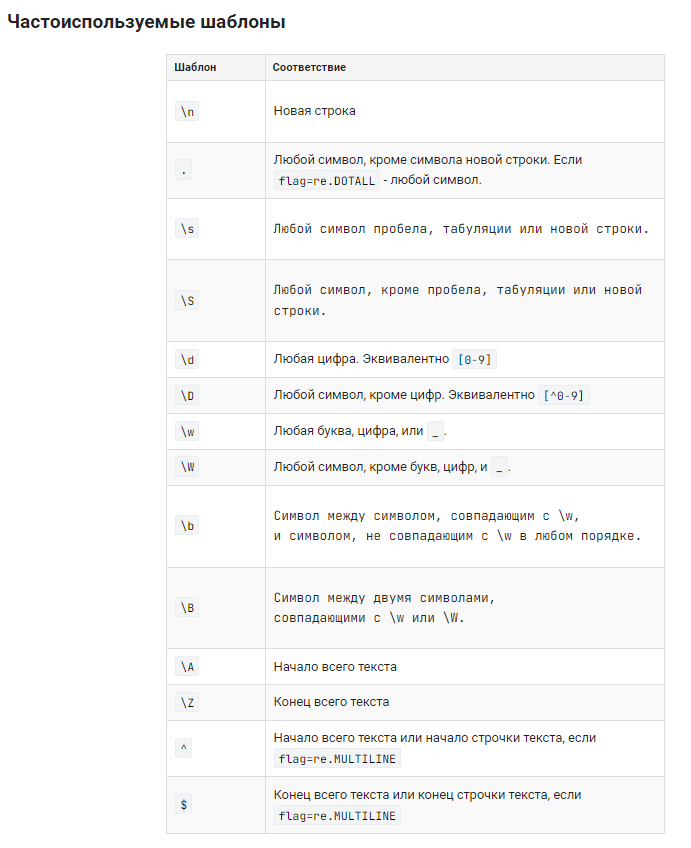 Частоиспользуемые шаблоны
Шаблон Соответствие
\n Новая строка
. Любой символ, кроме символа новой строки. Если
flag=re.DOTALL - любой символ.
\s Любой символ пробела, табуляции или новой строки.
\S Любой символ, кроме пробела, табуляции или новой
строки.
\d Любая цифра. Эквивалентно [0-9]
\D Любой символ, кроме цифр. Эквивалентно [^0-9]
\w Любая буква, цифра, или _.
\W Любой символ, кроме букв, цифр, и _.
\b Символ между символом, совпадающим с \w,
и символом, не совпадающим с \w в любом порядке.
\B Символ между двумя символами,
совпадающими с \w или \W.
\A Начало всего текста
\Z Конец всего текста
^ Начало всего текста или начало строчки текста, если
flag=re.MULTILINE
$ Конец всего текста или конец строчки текста, если
flag=re.MULTILINE